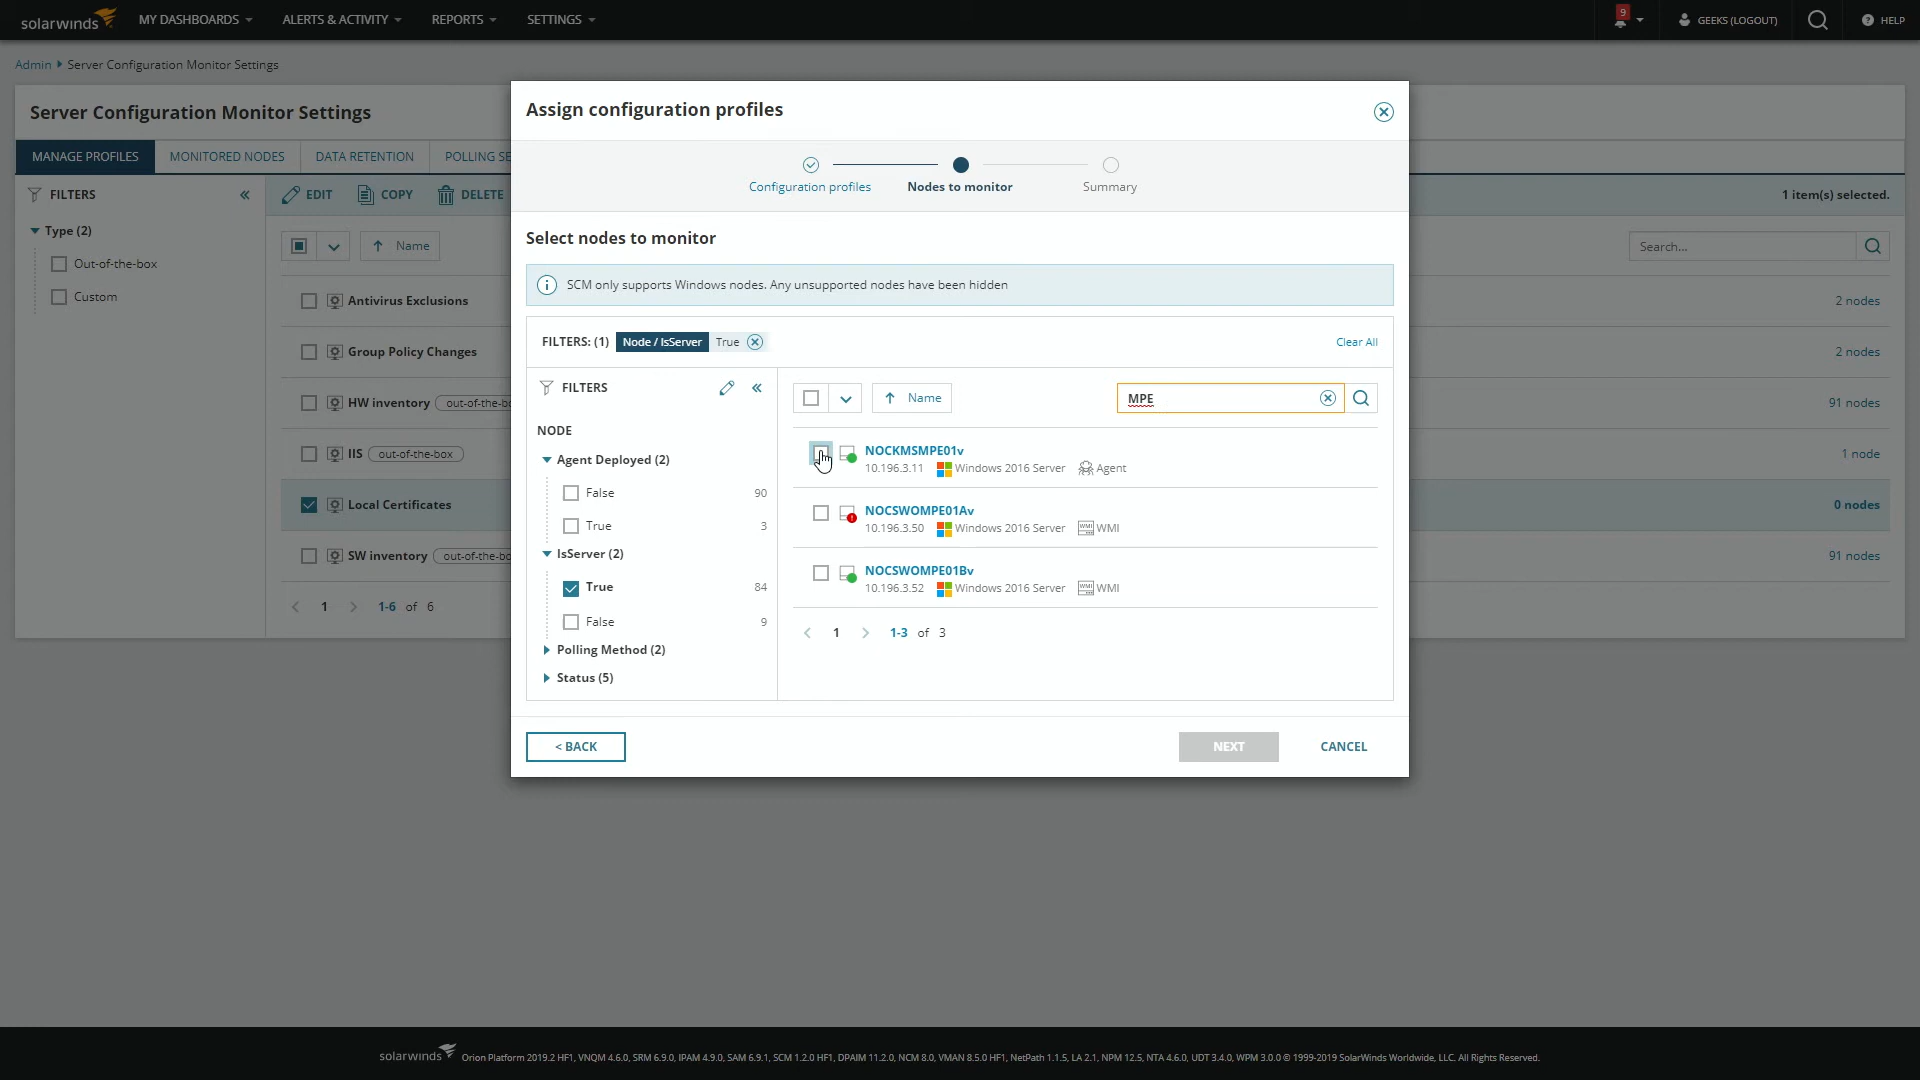 solarwinds MY DASHBOARDS ALERTS & ACTIVITY REPORTS SETTINGS 9 GEEKS (LOGOUT) HELP
Admin Server Configuration Monitor Settings
Server Configuration Monitor Settings
MANAGE PROFILES MONITORED NODES DATA RETENTION POLLING SE
FILTERS
Type (2)
Out-of-the-box
Custom
EDIT COPY DELETE 1 item(s) selected.
Name Search...
Antivirus Exclusions 2 nodes
Group Policy Changes 2 nodes
HW inventory out-of-the-bo 91 nodes
IIS out-of-the-box 1 node
Local Certificates 0 nodes
SW inventory out-of-the-bo 91 nodes
1 1-6 of 6
Assign configuration profiles
Configuration profiles Nodes to monitor Summary
Select nodes to monitor
SCM only supports Windows nodes. Any unsupported nodes have been hidden
FILTERS: (1) Node / IsServer True Clear All
FILTERS
NODE
Agent Deployed (2)
False 90
True 3
IsServer (2)
True 84
False 9
Polling Method (2)
Status (5)
Name MPE
NOCKMSMPE01v
10.196.3.11 Windows 2016 Server Agent
NOCSWOMPE01Av
10.196.3.50 Windows 2016 Server WMI WMI
NOCSWOMPE01Bv
10.196.3.52 Windows 2016 Server WMI WMI
1 1-3 of 3
< BACK NEXT CANCEL
solarwinds Orion Platform 2019.2 HF1, VNQM 4.6.0, SRM 6.9.0, IPAM 4.9.0, SAM 6.9.1, SCM 1.2.0 HF1, DPAIM 11.2.0, NCM 8.0, VMAN 8.5.0 HF1, NetPath 1.1.5, LA 2.1, NPM 12.5, NTA 4.6.0, UDT 3.4.0, WPM 3.0.0 © 1999-2019 SolarWinds Worldwide, LLC. All Rights Reserved.